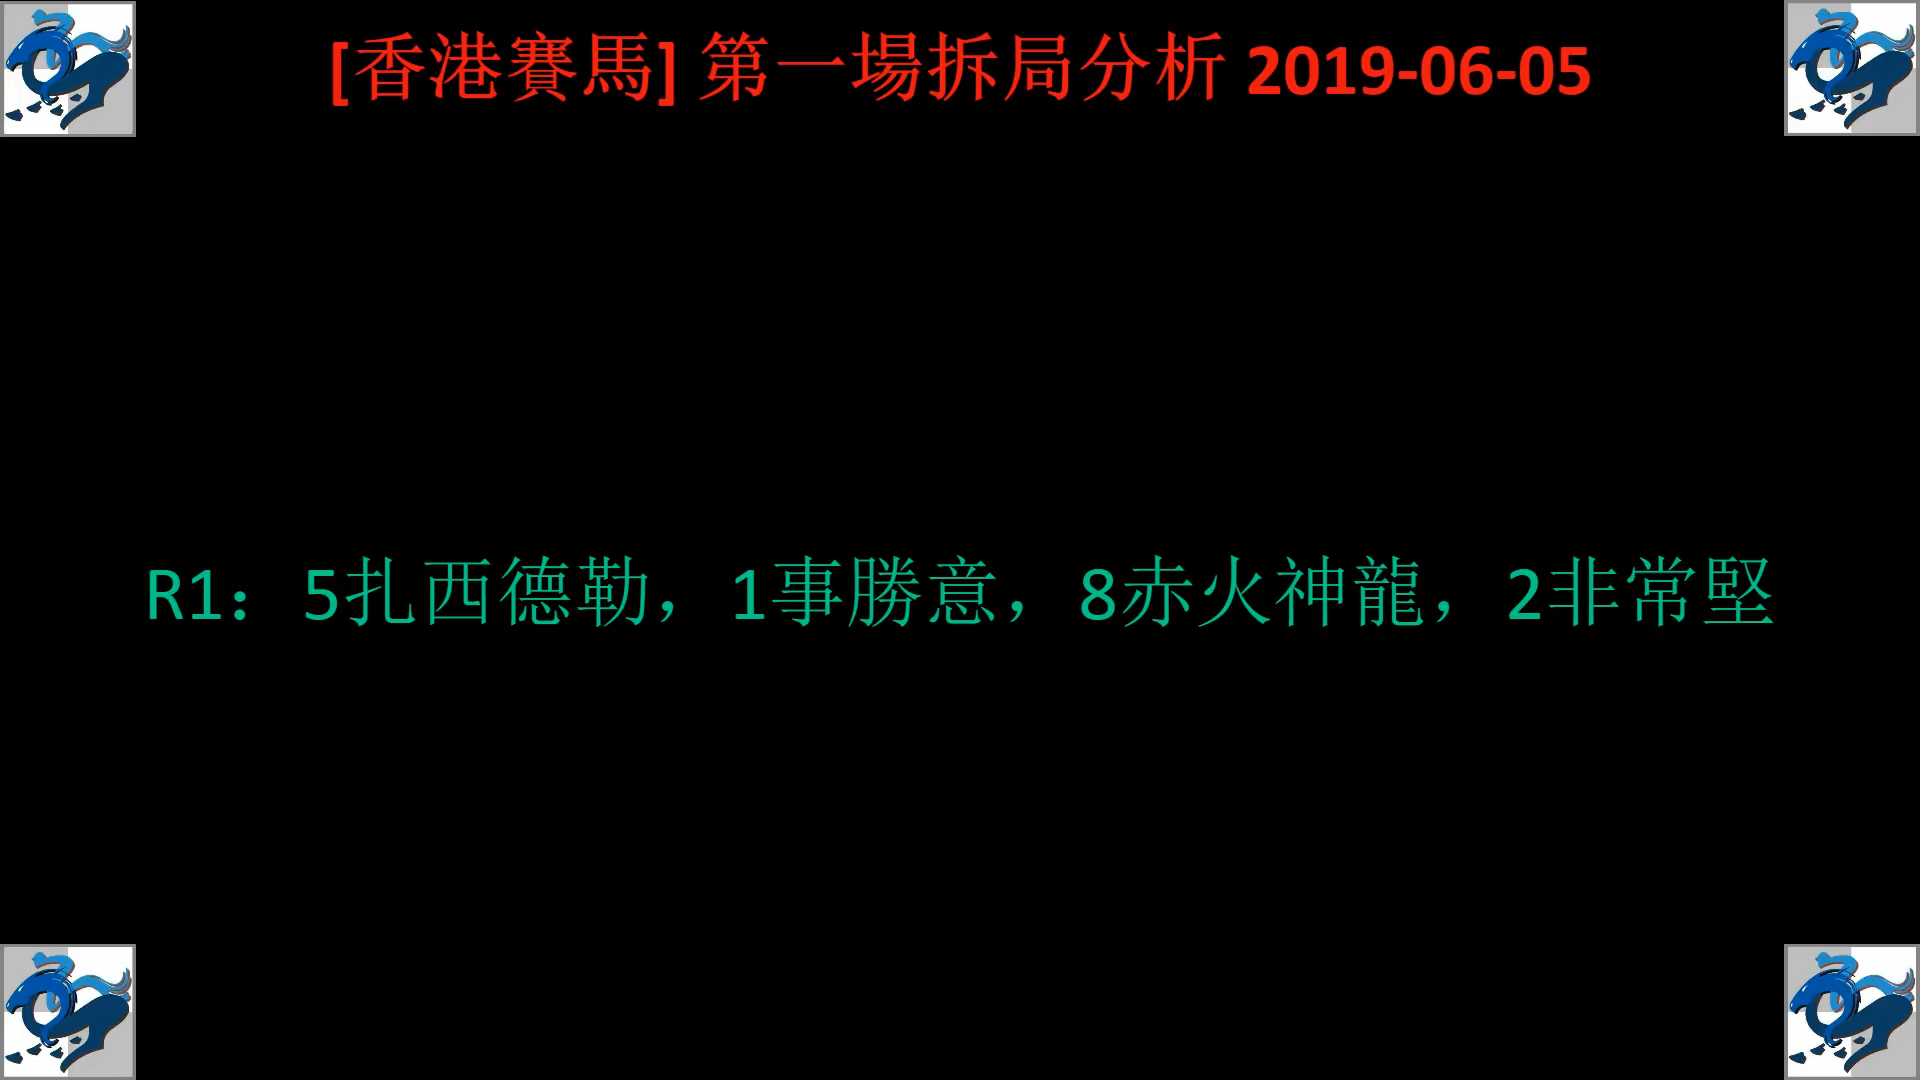 [香港賽馬] 第一場拆局分析 2019-06-05
R1：5扎西德勒，1事勝意，8赤火神龍，2非常堅